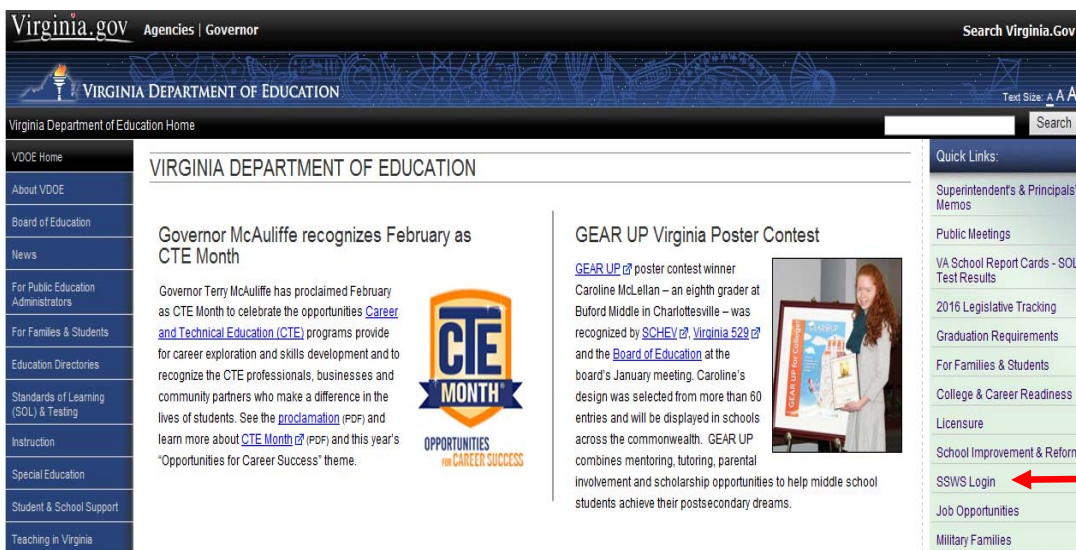 Virginia.gov Agencies | Governor Search Virginia.Gov
VIRGINIA DEPARTMENT OF EDUCATION
Text Size: A A A
Virginia Department of Education Home Search
VDOE Home
About VDOE
Board of Education
News
For Public Education
Administrators
For Families & Students
Education Directories
Standards of Learning
(SOL) & Testing
Instruction
Special Education
Student & School Support
Teaching in Virginia
VIRGINIA DEPARTMENT OF EDUCATION
Governor McAuliffe recognizes February as
CTE Month
Governor Terry McAuliffe has proclaimed February
as CTE Month to celebrate the opportunities Career
and Technical Education (CTE) programs provide
for career exploration and skills development and to
recognize the CTE professionals, businesses and
community partners who make a difference in the
lives of students. See the proclamation (PDF) and
learn more about CTE Month (PDF) and this year's
"Opportunities for Career Success" theme.
CTE
MONTH
OPPORTUNITIES
FOR CAREER SUCCESS
GEAR UP Virginia Poster Contest
GEAR UP poster contest winner
Caroline McLellan – an eighth grader at
Buford Middle in Charlottesville – was
recognized by SCHEV, Virginia 529
and the Board of Education at the
board's January meeting. Caroline's
design was selected from more than 60
entries and will be displayed in schools
across the commonwealth. GEAR UP
combines mentoring, tutoring, parental
involvement and scholarship opportunities to help middle school
students achieve their postsecondary dreams.
GEAR UP for College
Quick Links:
Superintendent's & Principals'
Memos
Public Meetings
VA School Report Cards - SOL
Test Results
2016 Legislative Tracking
Graduation Requirements
For Families & Students
College & Career Readiness
Licensure
School Improvement & Reform
SSWS Login
Job Opportunities
Military Families